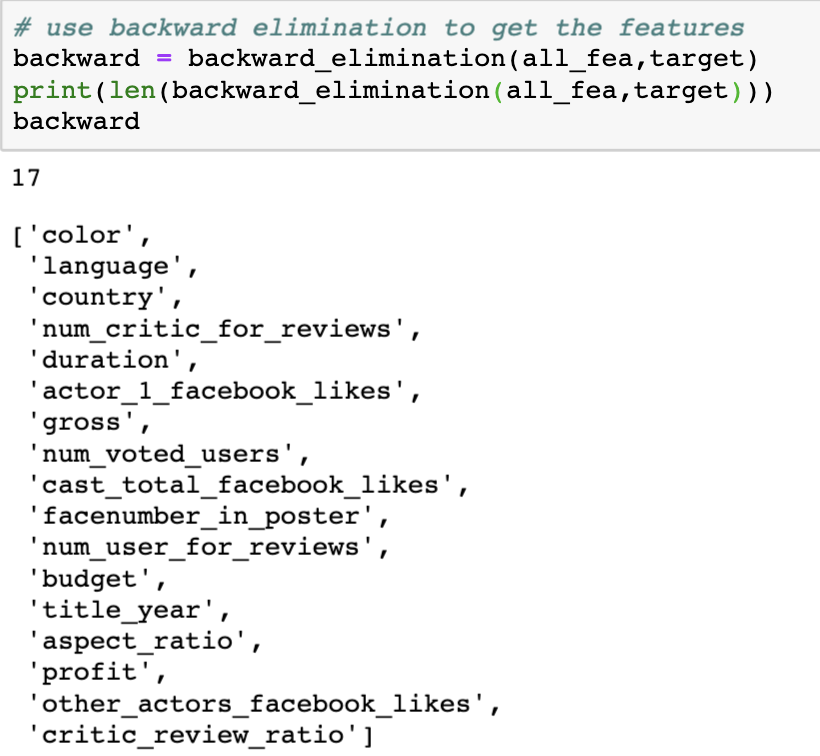 # use backward elimination to get the features
backward = backward_elimination(all_fea,target)
print(len(backward_elimination(all_fea,target)))
backward
17
['color',
 'language',
 'country',
 'num_critic_for_reviews',
 'duration',
 'actor_1_facebook_likes',
 'gross',
 'num_voted_users',
 'cast_total_facebook_likes',
 'facenumber_in_poster',
 'num_user_for_reviews',
 'budget',
 'title_year',
 'aspect_ratio',
 'profit',
 'other_actors_facebook_likes',
 'critic_review_ratio']